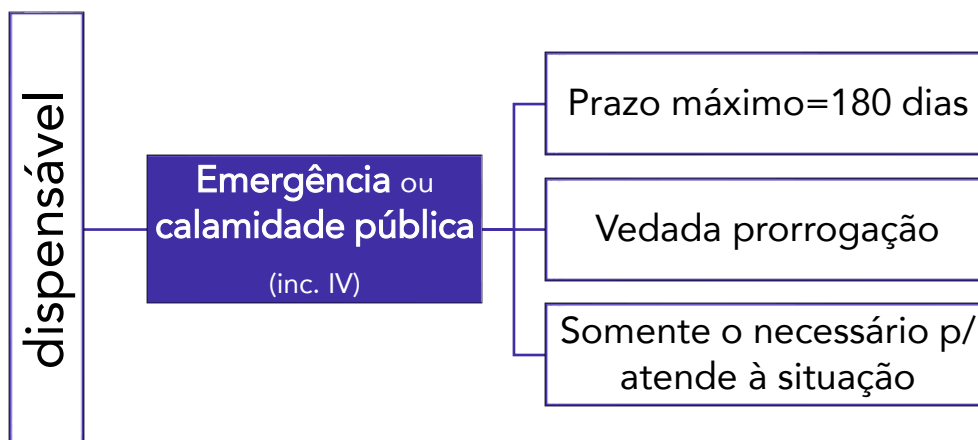 dispensável
Emergência ou
calamidade pública
(inc. IV)
Prazo máximo=180 dias
Vedada prorrogação
Somente o necessário p/
atende à situação